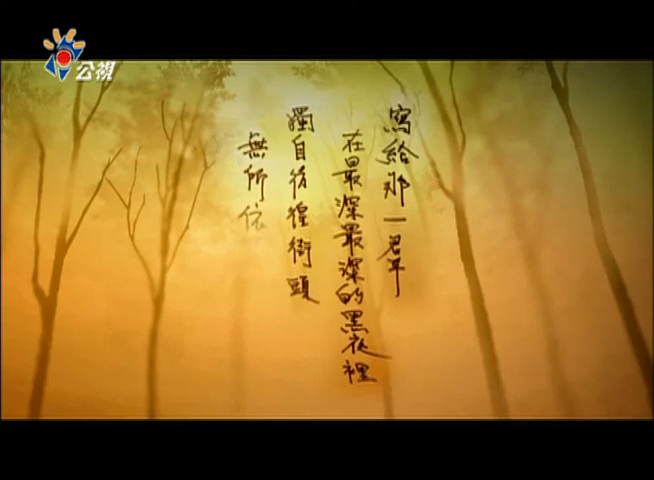 公視
寫給那一群
在最深最深的黑夜裡
獨自徬徨街頭
無所依